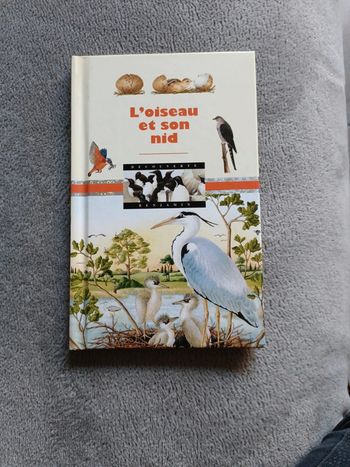 L'oiseau
et son
nid
DÉCOUVERTE
BENJAMIN